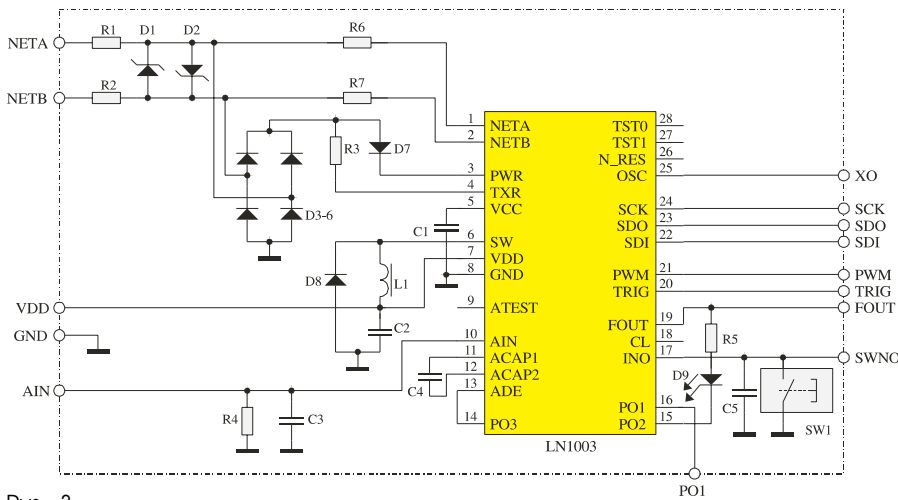 R1 D1 D2 R6
NETA
R2 R7
NETB
R3 D7
D3-6
1 NETA TST0 28
2 NETB TST1 27
N_RES 26
3 PWR OSC 25 XO
4 TXR
5 VCC SCK 24 SCK
C1 SDO 23 SDO
6 SW SDI 22 SDI
7 VDD
8 GND PWM 21 PWM
D8 L1 TRIG 20 TRIG
9 ATEST FOUT
VDD
FOUT 19
GND C2 R5
10 AIN CL 18
11 ACAP1 INO 17 SWNO
12 ACAP2
C4 D9
13 ADE
AIN
C5
PO1 16
R4 C3
14 PO3 PO2 15
SW1
LN1003
PO1